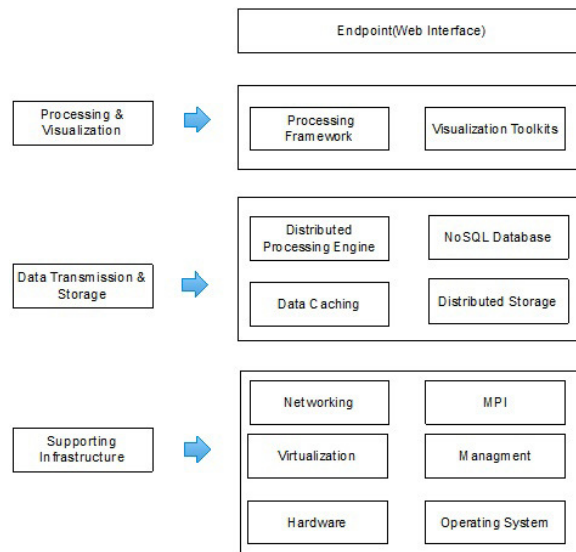 Endpoint(Web Interface)
Processing &
Visualization
Processing
Framework
Visualization Toolkits
Distributed
Processing Engine
NoSQL Database
Data Transmission &
Storage
Data Caching
Distributed Storage
Networking
MPI
Supporting
Infrastructure
Virtualization
Managment
Hardware
Operating System